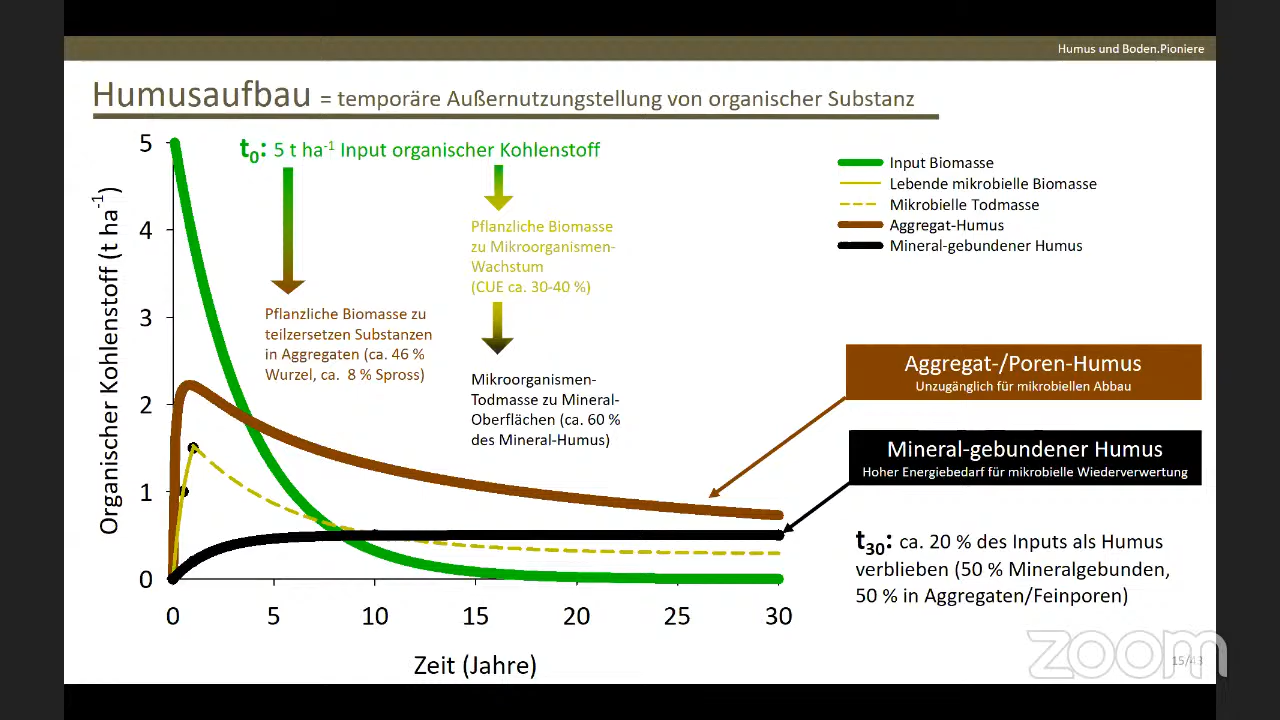 Humus und Boden.Pioniere
Humusaufbau = temporäre Außernutzungstellung von organischer Substanz
t0: 5 t ha-1 Input organischer Kohlenstoff
Input Biomasse
Lebende mikrobielle Biomasse
Mikrobielle Todmasse
Aggregat-Humus
Mineral-gebundener Humus
Pflanzliche Biomasse
zu Mikroorganismen-
Wachstum
(CUE ca. 30-40 %)
Pflanzliche Biomasse zu
teilzersetzen Substanzen
in Aggregaten (ca. 46 %
Wurzel, ca. 8 % Spross)
Mikroorganismen-
Todmasse zu Mineral-
Oberflächen (ca. 60 %
des Mineral-Humus)
Aggregat-/Poren-Humus
Unzugänglich für mikrobiellen Abbau
Mineral-gebundener Humus
Hoher Energiebedarf für mikrobielle Wiederverwertung
t30: ca. 20 % des Inputs als Humus
verblieben (50 % Mineralgebunden,
50 % in Aggregaten/Feinporen)
Organischer Kohlenstoff (t ha-1)
5
4
3
2
1
0
0 5 10 15 20 25 30
Zeit (Jahre)
zoom
15/43